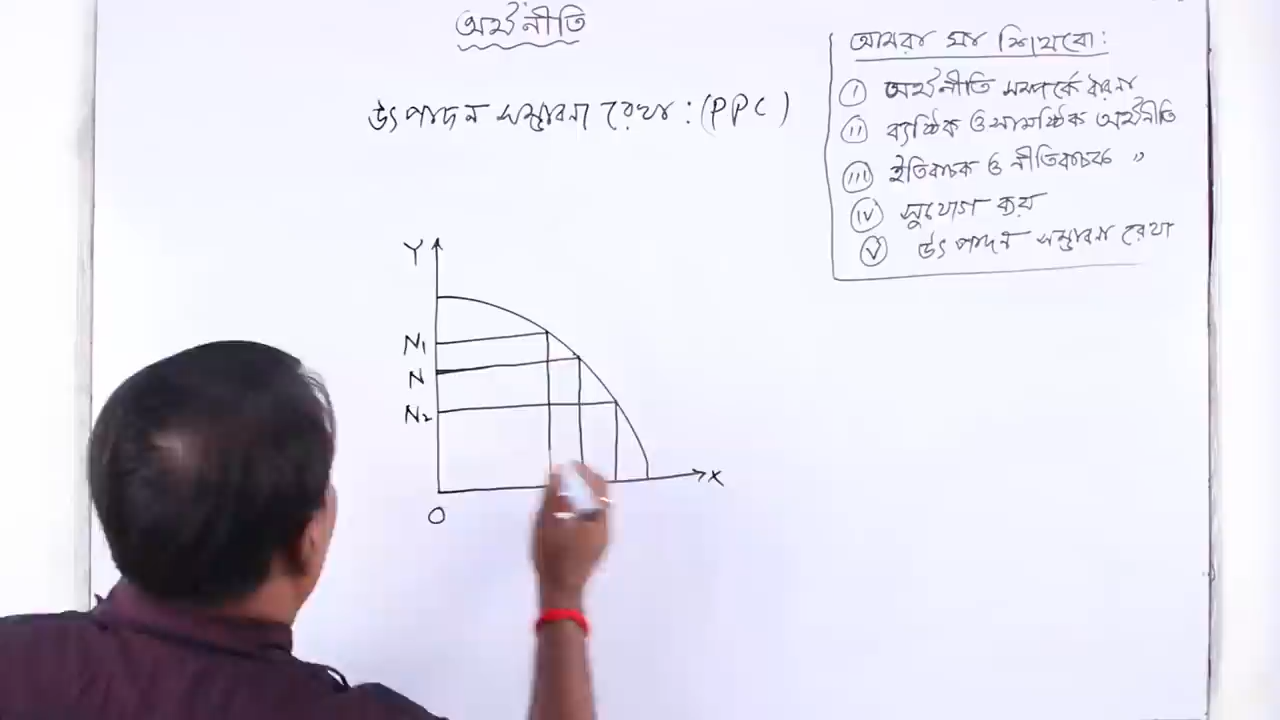 অর্থনীতি
উৎপাদন সম্ভাবনা রেখা : (PPC)
আমরা যা শিখবো :
i অর্থনীতি সম্পর্কে ধারনা
ii ব্যষ্টিক ও সামষ্টিক অর্থনীতি
iii ইতিবাচক ও নীতিবাচক "
iv সুযোগ ব্যয়
v উৎপাদন সম্ভাবনা রেখা
Y
N₁
N
N₂
X
O